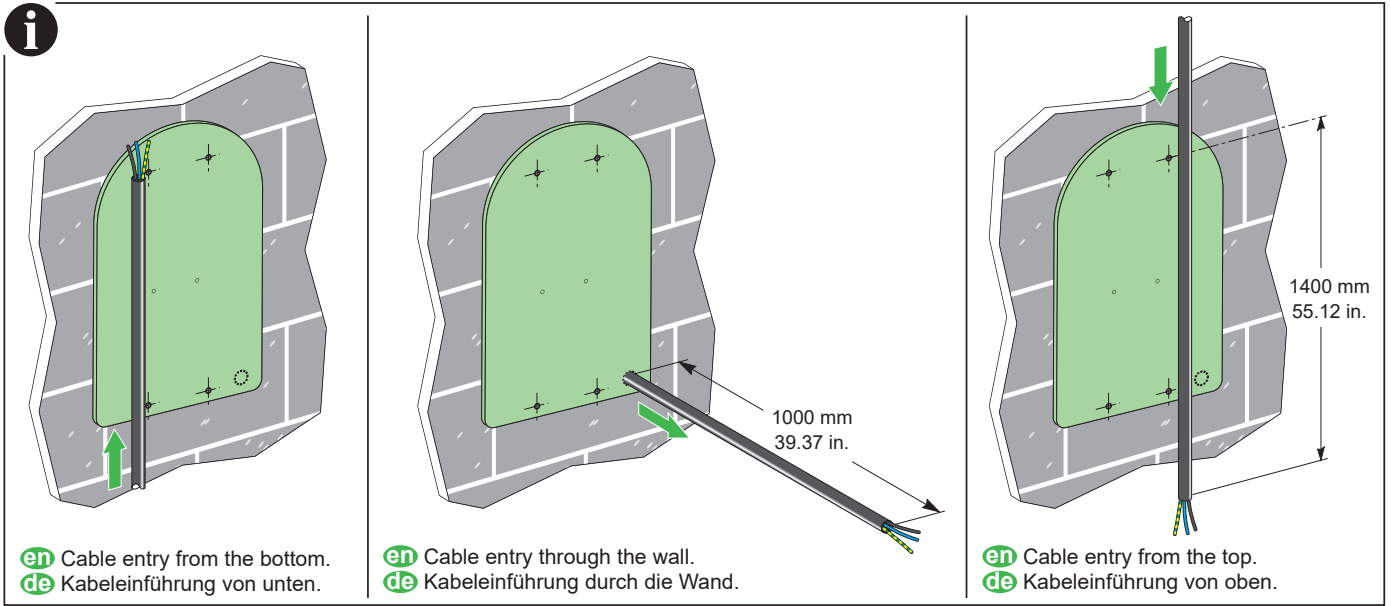 i
en Cable entry from the bottom.
de Kabeleinführung von unten.
1000 mm
39.37 in.
en Cable entry through the wall.
de Kabeleinführung durch die Wand.
1400 mm
55.12 in.
en Cable entry from the top.
de Kabeleinführung von oben.